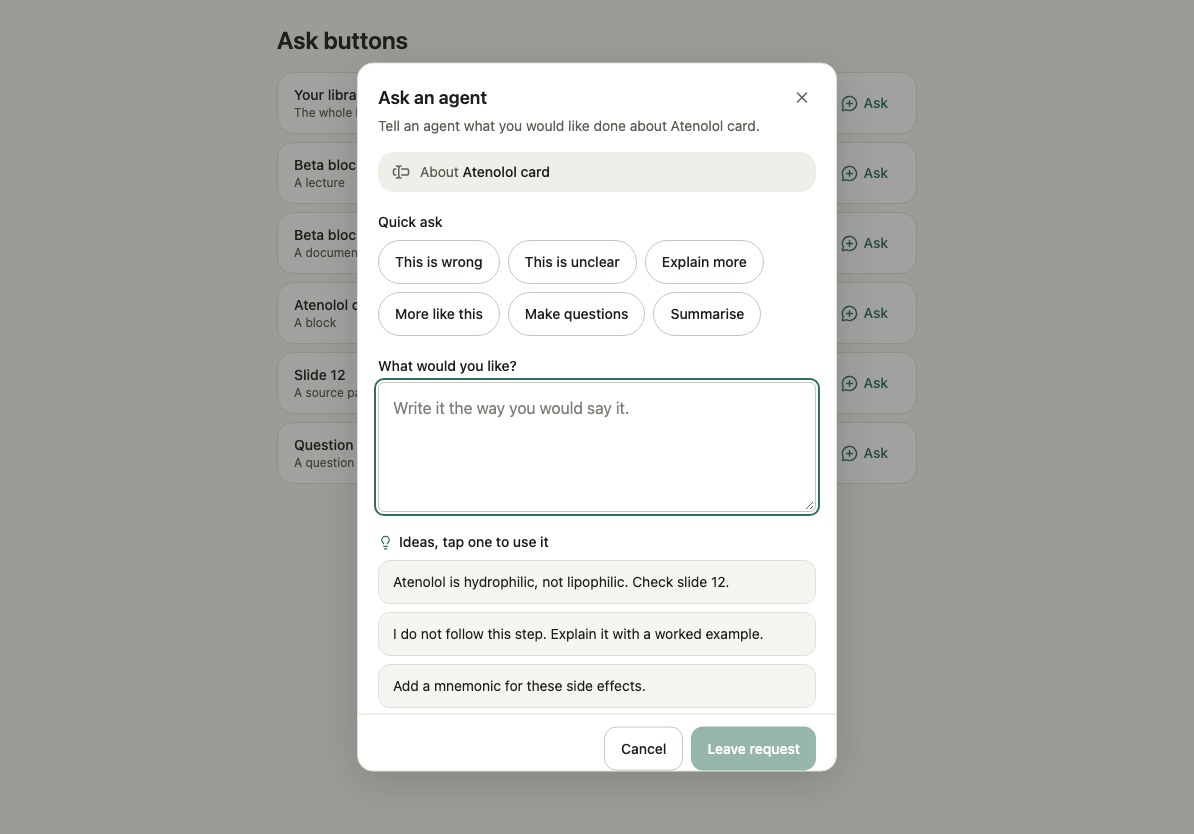 Ask buttons
Ask an agent
Tell an agent what you would like done about Atenolol card.
About Atenolol card
Quick ask
This is wrong
This is unclear
Explain more
More like this
Make questions
Summarise
What would you like?
Write it the way you would say it.
Ideas, tap one to use it
Atenolol is hydrophilic, not lipophilic. Check slide 12.
I do not follow this step. Explain it with a worked example.
Add a mnemonic for these side effects.
Cancel
Leave request
Your
The whole
Ask
Beta
A lecture
Ask
Beta
Ask
Atenolol
A block
Ask
Slide 12
A source
Ask
Question
A question
Ask